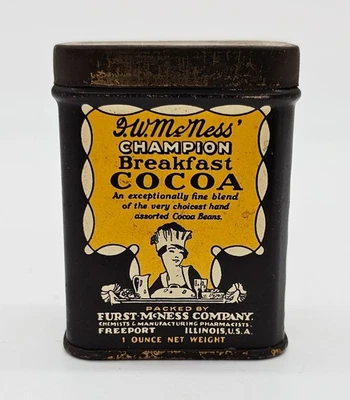 F.W. McNess'
CHAMPION
Breakfast
COCOA
An exceptionally fine blend
of the very choicest hand
assorted Cocoa Beans.
PACKED BY
FURST-McNESS COMPANY,
CHEMISTS & MANUFACTURING PHARMACISTS.
FREEPORT ILLINOIS, U.S.A.
1 OUNCE NET WEIGHT